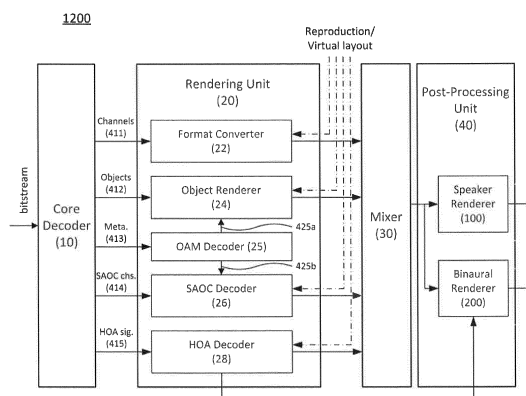 1200
Reproduction/
Virtual layout
bitstream
Core
Decoder
(10)
Channels
(411)
Objects
(412)
Meta.
(413)
SAOC chs.
(414)
HOA sig.
(415)
Rendering Unit
(20)
Format Converter
(22)
Object Renderer
(24)
425a
OAM Decoder (25)
425b
SAOC Decoder
(26)
HOA Decoder
(28)
Mixer
(30)
Post-Processing
Unit
(40)
Speaker
Renderer
(100)
Binaural
Renderer
(200)